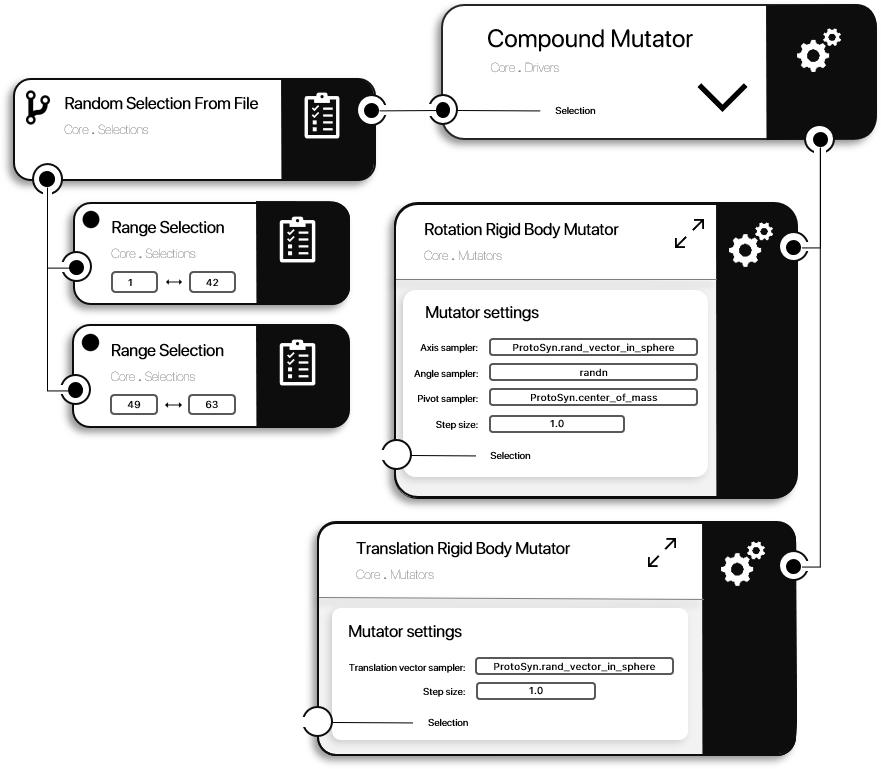 Compound Mutator
Core . Drivers
Selection
Random Selection From File
Core . Selections
Range Selection
Core . Selections
1 42
Range Selection
Core . Selections
49 63
Rotation Rigid Body Mutator
Core . Mutators
Mutator settings
Axis sampler: ProtoSyn.rand_vector_in_sphere
Angle sampler: randn
Pivot sampler: ProtoSyn.center_of_mass
Step size: 1.0
Selection
Translation Rigid Body Mutator
Core . Mutators
Mutator settings
Translation vector sampler: ProtoSyn.rand_vector_in_sphere
Step size: 1.0
Selection